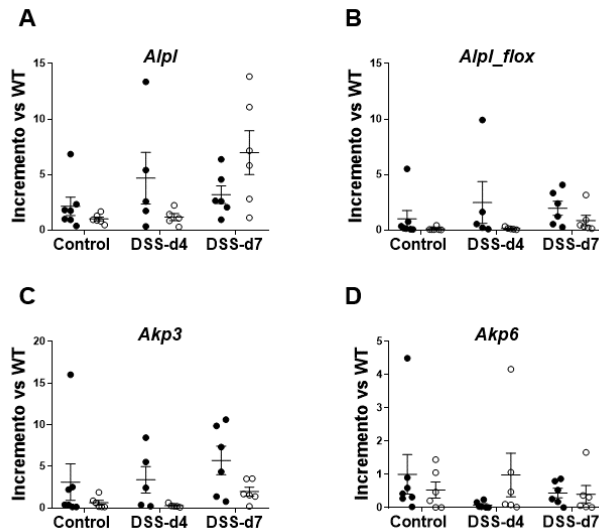 A
Alpl
Incremento vs WT
15
10
5
0
Control DSS-d4 DSS-d7
B
Alpl_flox
Incremento vs WT
15
10
5
0
Control DSS-d4 DSS-d7
C
Akp3
Incremento vs WT
20
15
10
5
0
Control DSS-d4 DSS-d7
D
Akp6
Incremento vs WT
5
4
3
2
1
0
Control DSS-d4 DSS-d7